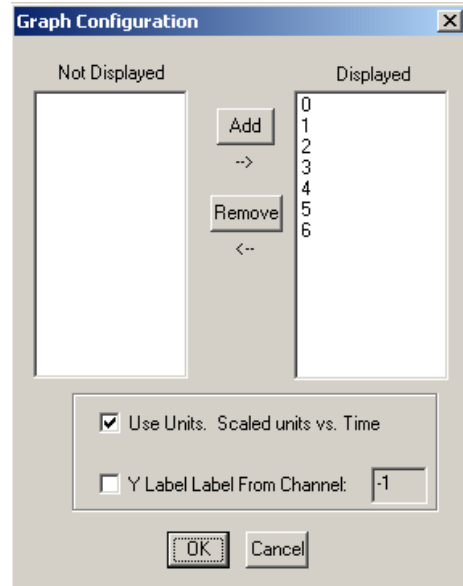 Graph Configuration
Not Displayed
Displayed
Add
-->
Remove
<--
0
1
2
3
4
5
6
Use Units. Scaled units vs. Time
Y Label Label From Channel: -1
OK Cancel